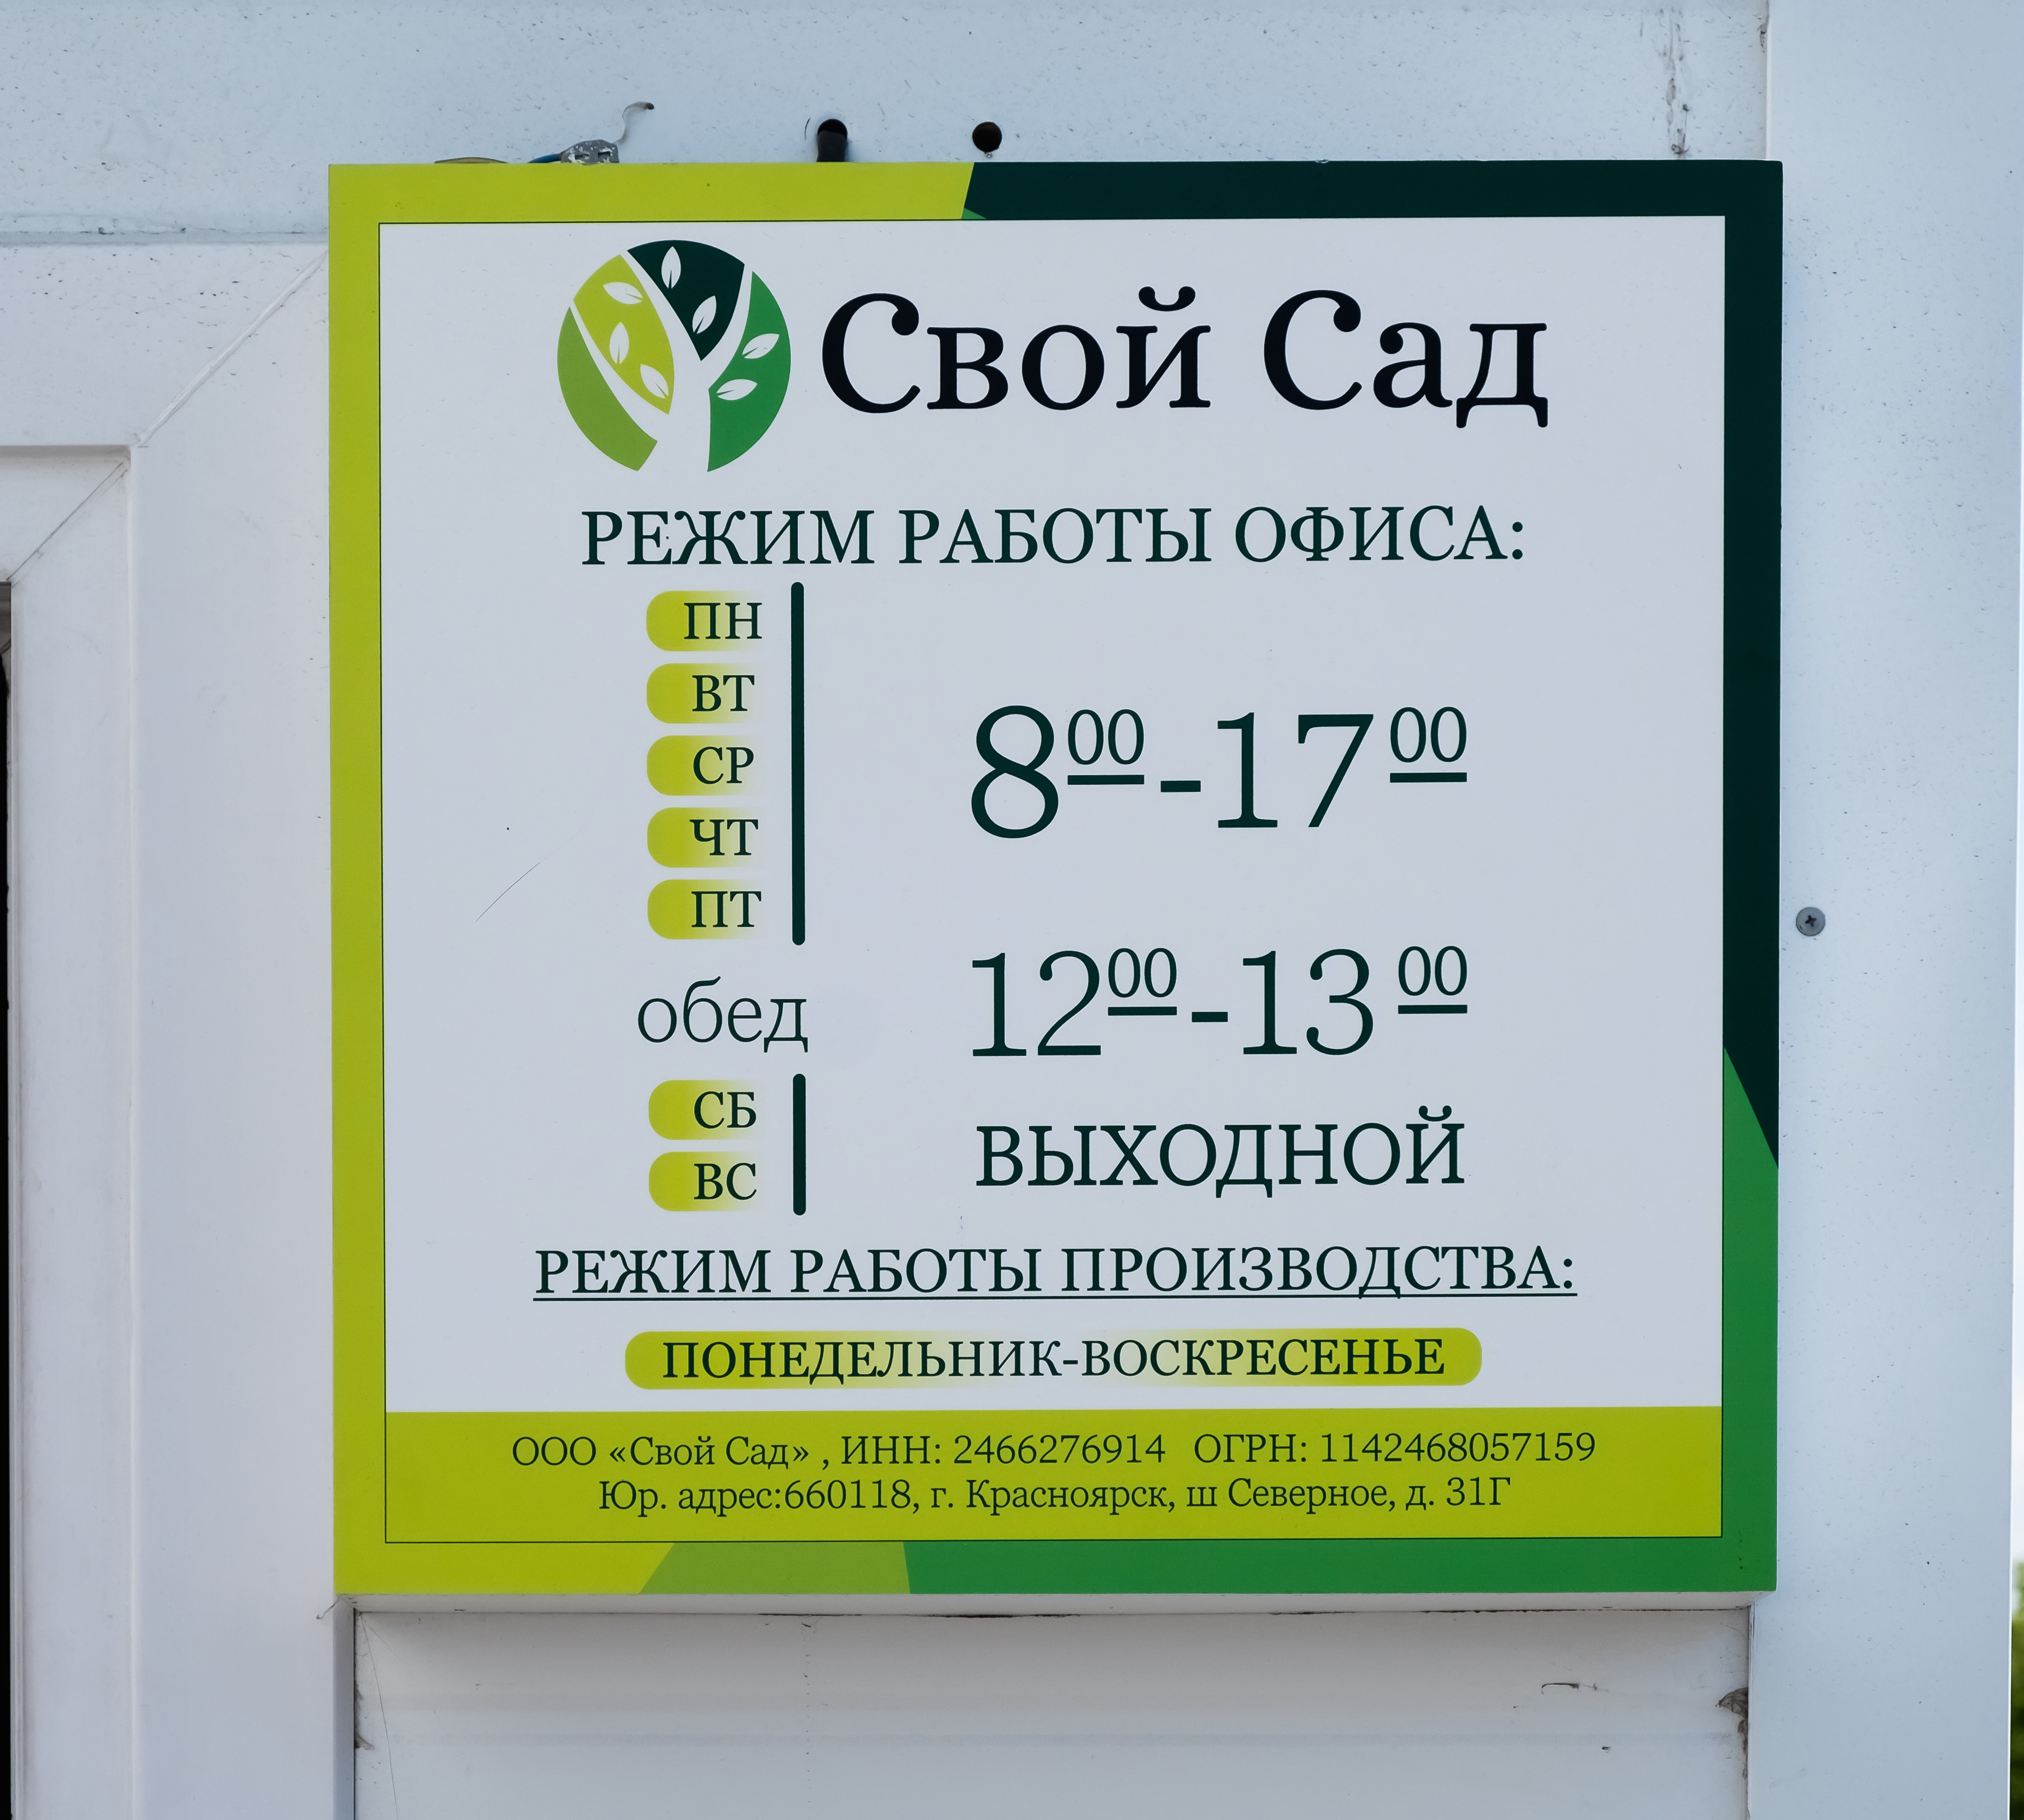 Свой Сад
РЕЖИМ РАБОТЫ ОФИСА:
ПН
ВТ
СР
ЧТ
ПТ
8⁰⁰-17⁰⁰
обед 12⁰⁰-13⁰⁰
СБ
ВС
ВЫХОДНОЙ
РЕЖИМ РАБОТЫ ПРОИЗВОДСТВА:
ПОНЕДЕЛЬНИК-ВОСКРЕСЕНЬЕ
ООО «Свой Сад» , ИНН: 2466276914 ОГРН: 1142468057159
Юр. адрес:660118, г. Красноярск, ш Северное, д. 31Г